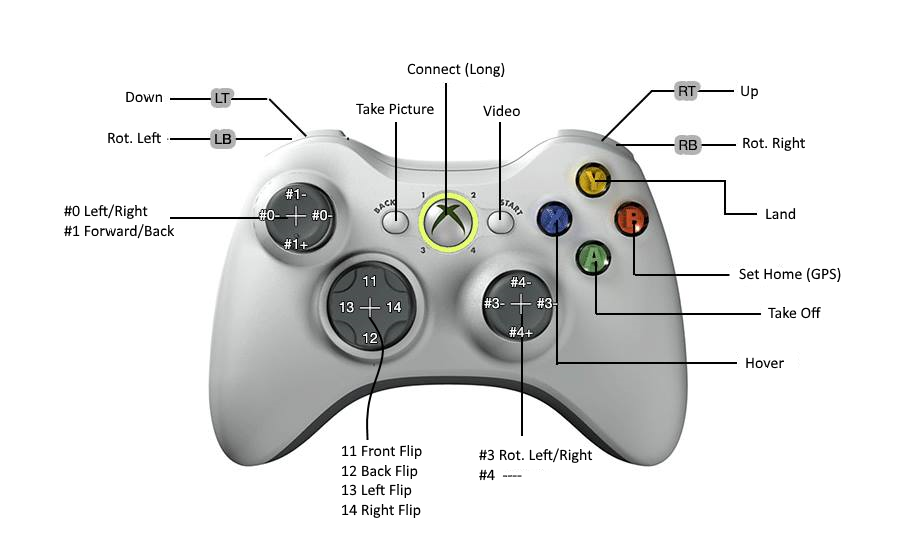 Connect (Long)
Down
LT
RT
Up
Take Picture
Video
Rot. Left
LB
RB
Rot. Right
1
2
BACK
START
3
4
Y
X
B
A
#1-
#0-
#0-
#1+
#0 Left/Right
#1 Forward/Back
Land
Set Home (GPS)
Take Off
Hover
11
13
14
12
#4-
#3-
#3-
#4+
11 Front Flip
12 Back Flip
13 Left Flip
14 Right Flip
#3 Rot. Left/Right
#4 ----